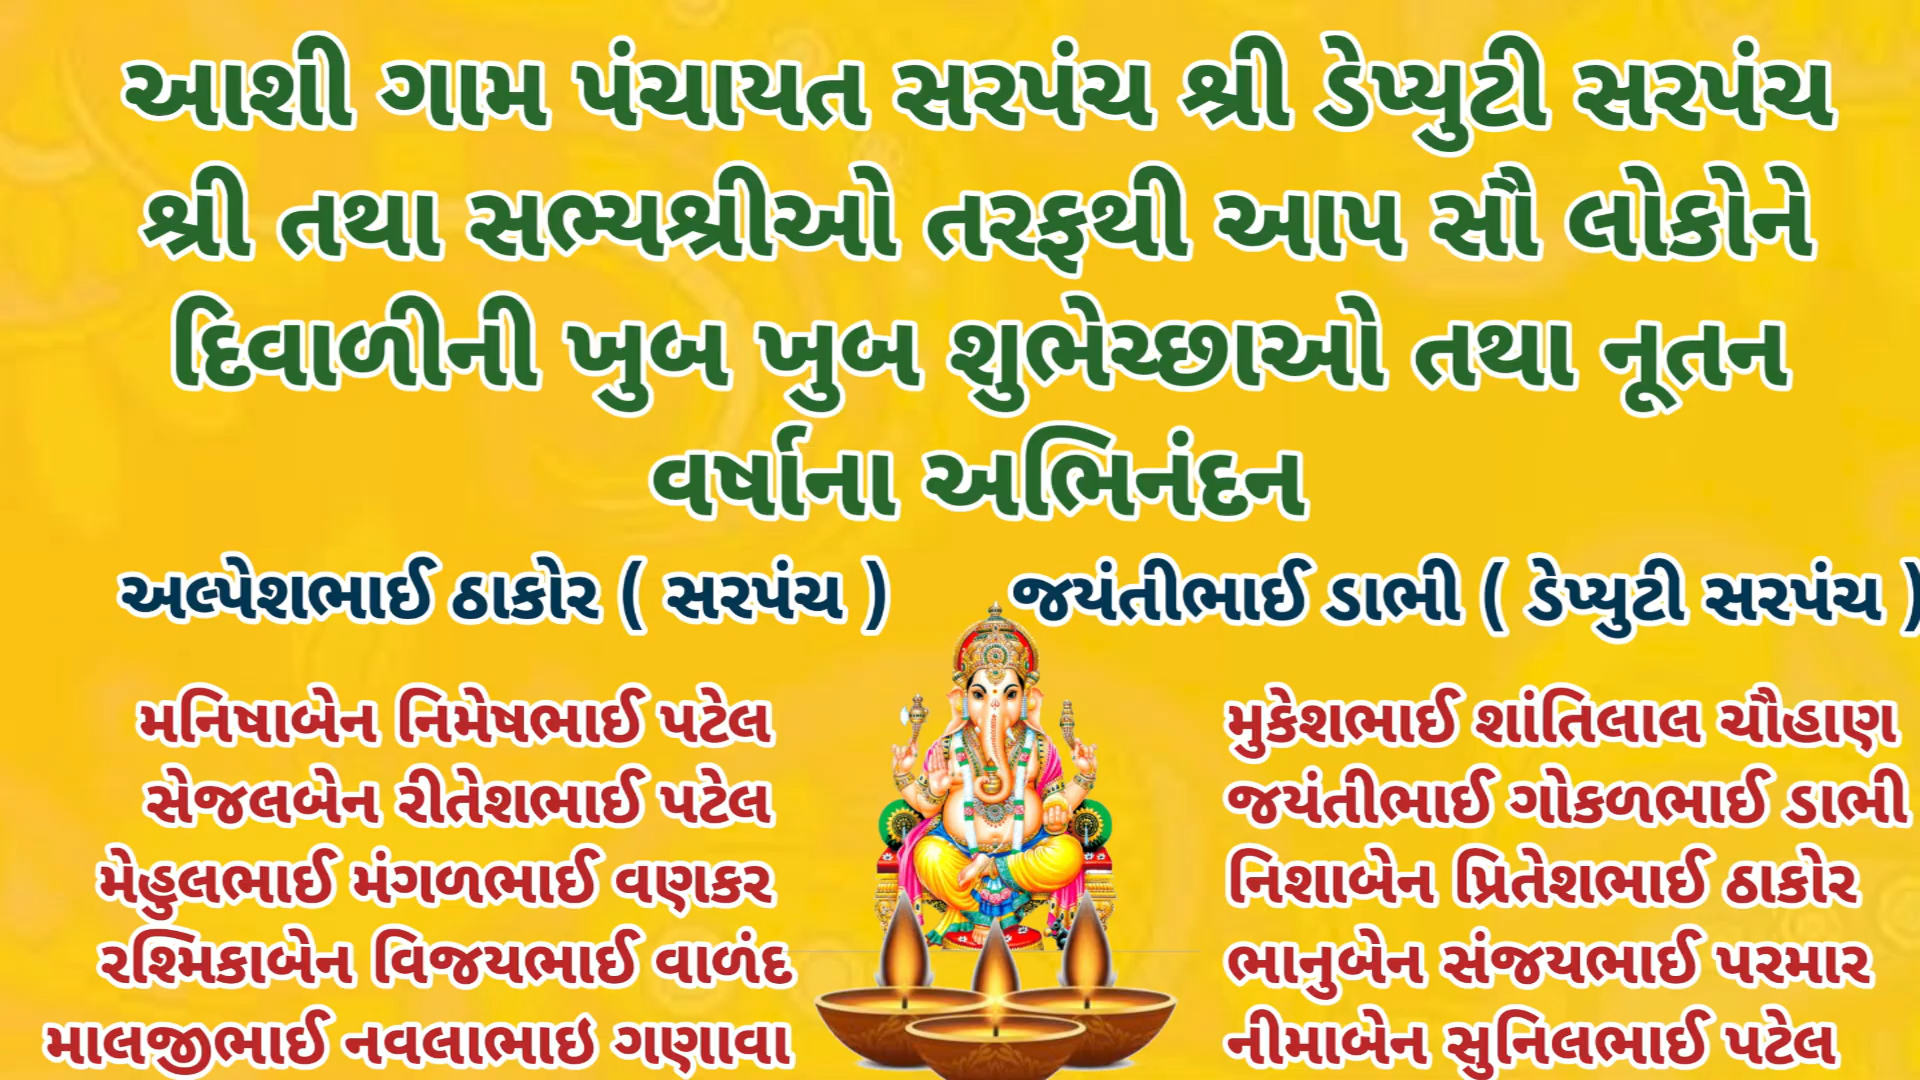 આશી ગામ પંચાયત સરપંચ શ્રી ડેપ્યુટી સરપંચ
શ્રી તથા સભ્યશ્રીઓ તરફથી આપ સૌ લોકોને
દિવાળીની ખુબ ખુબ શુભેચ્છાઓ તથા નૂતન
વર્ષાના અભિનંદન
અલ્પેશભાઈ ઠાકોર ( સરપંચ )
જયંતીભાઈ ડાભી ( ડેપ્યુટી સરપંચ )
મનિષાબેન નિમેષભાઈ પટેલ
સેજલબેન રીતેશભાઈ પટેલ
મેહુલભાઈ મંગળભાઈ વણકર
રશ્મિકાબેન વિજયભાઈ વાળંદ
માલજીભાઈ નવલાભાઇ ગણાવા
મુકેશભાઈ શાંતિલાલ ચૌહાણ
જયંતીભાઈ ગોકળભાઈ ડાભી
નિશાબેન પ્રિતેશભાઈ ઠાકોર
ભાનુબેન સંજયભાઈ પરમાર
નીમાબેન સુનિલભાઈ પટેલ